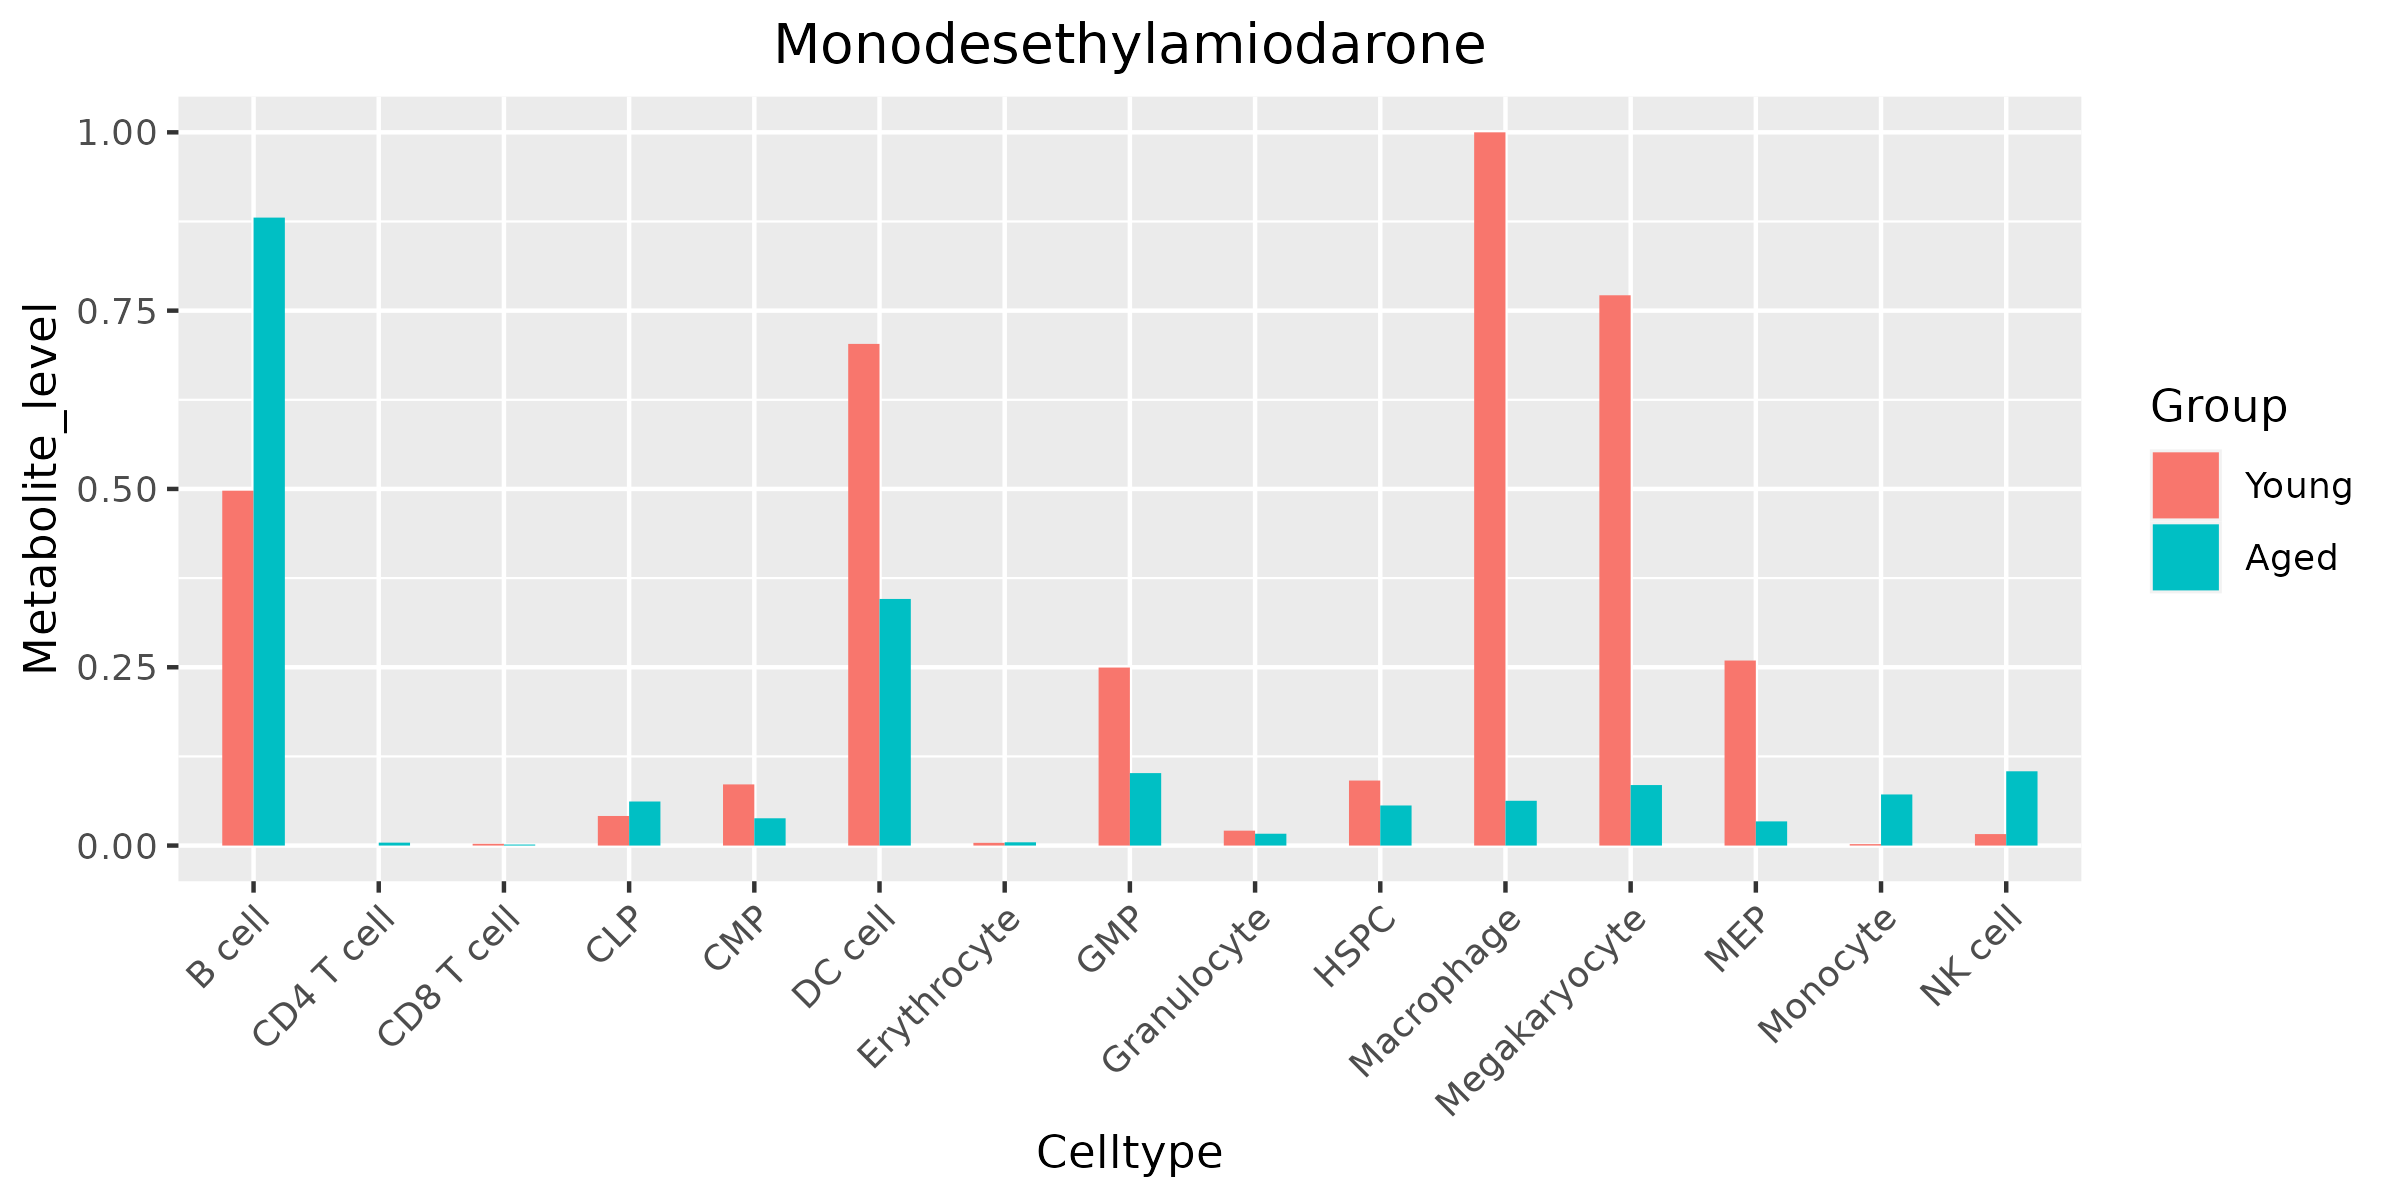 Monodesethylamiodarone
Metabolite_level
1.00
0.75
0.50
0.25
0.00
B cell
CD4 T cell
CD8 T cell
CLP
CMP
DC cell
Erythrocyte
GMP
Granulocyte
HSPC
Macrophage
Megakaryocyte
MEP
Monocyte
NK cell
Celltype
Group
Young
Aged